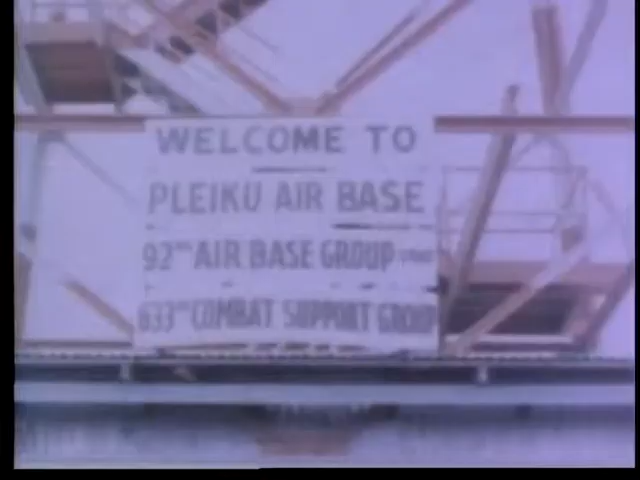 WELCOME TO
PLEIKU AIR BASE
92ND AIR BASE GROUP
633RD COMBAT SUPPORT GROUP